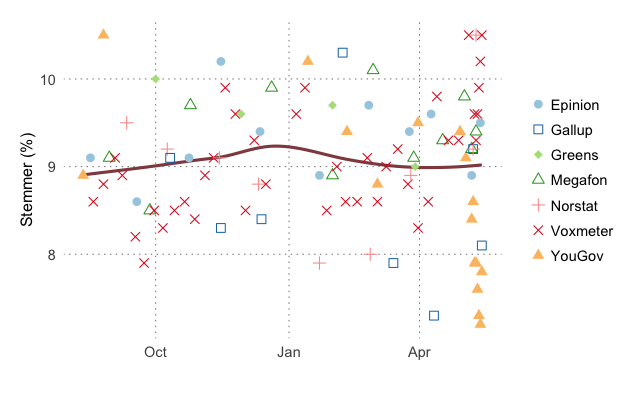 Stemmer (%)
10
9
8
Oct
Jan
Apr
Epinion
Gallup
Greens
Megafon
Norstat
Voxmeter
YouGov